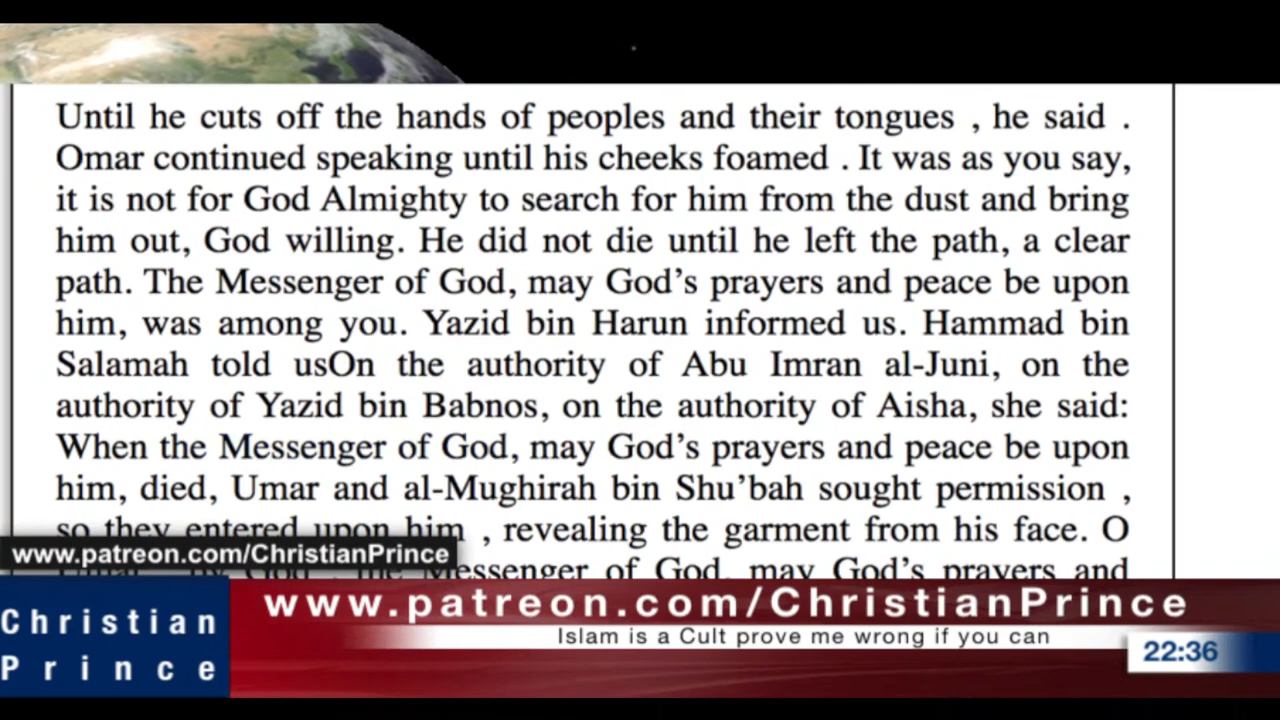 Until he cuts off the hands of peoples and their tongues , he said .
Omar continued speaking until his cheeks foamed . It was as you say,
it is not for God Almighty to search for him from the dust and bring
him out, God willing. He did not die until he left the path, a clear
path. The Messenger of God, may God's prayers and peace be upon
him, was among you. Yazid bin Harun informed us. Hammad bin
Salamah told usOn the authority of Abu Imran al-Juni, on the
authority of Yazid bin Babnos, on the authority of Aisha, she said:
When the Messenger of God, may God's prayers and peace be upon
him, died, Umar and al-Mughirah bin Shu'bah sought permission ,
so they entered upon him , revealing the garment from his face. O
www.patreon.com/ChristianPrince
Messenger of God, may God's prayers and
Christian
Prince
www.patreon.com/ChristianPrince
Islam is a Cult prove me wrong if you can
22:36